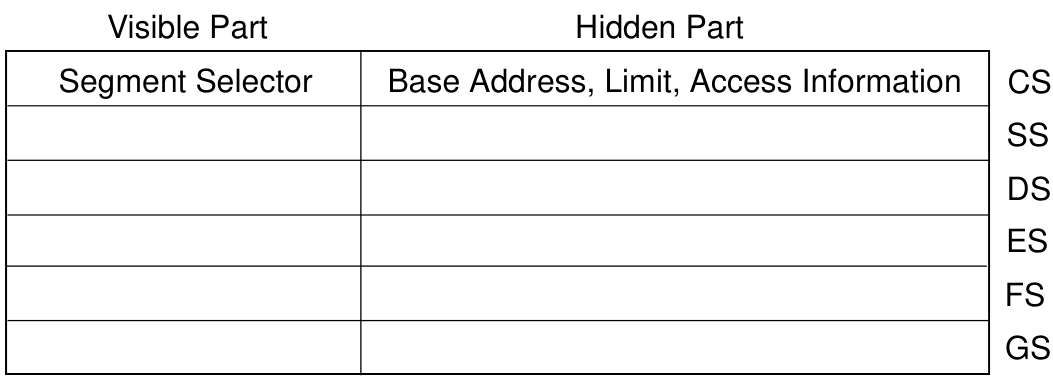 Visible Part Hidden Part
Segment Selector Base Address, Limit, Access Information CS
SS
DS
ES
FS
GS